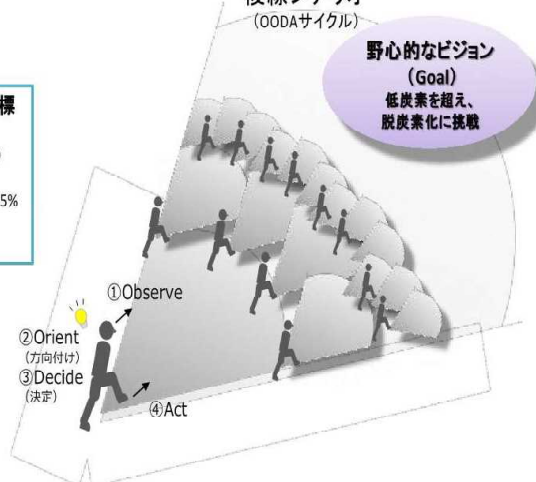 (OODAサイクル)
野心的なビジョン
(Goal)
低炭素を超え、
脱炭素化に挑戦
標
5%
①Observe
②Orient
(方向付け)
③Decide
(決定)
④Act